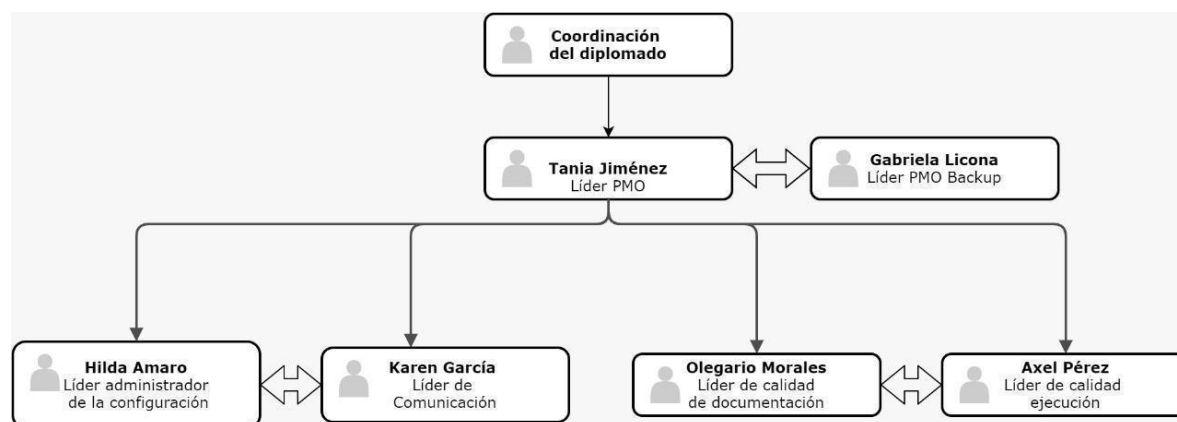 Coordinación
del diplomado
Tania Jiménez
Líder PMO
Gabriela Licona
Líder PMO Backup
Hilda Amaro
Líder administrador
de la configuración
Karen García
Líder de
Comunicación
Olegario Morales
Líder de calidad
de documentación
Axel Pérez
Líder de calidad
ejecución